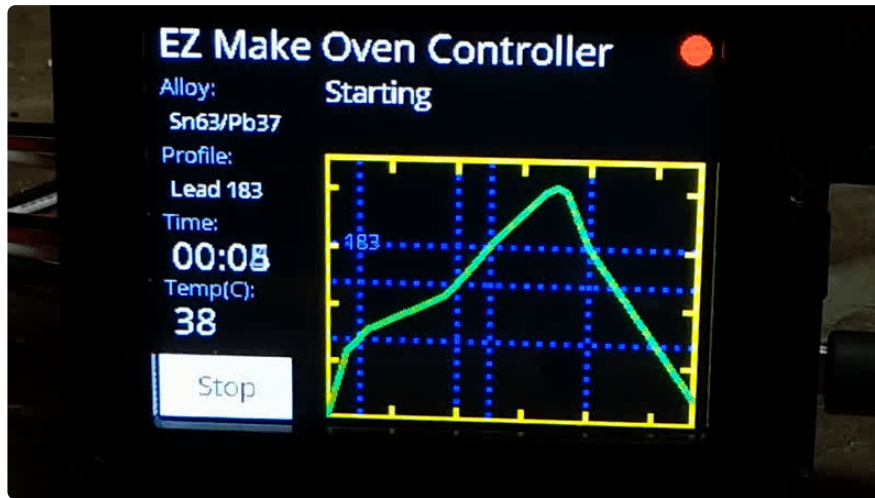 EZ Make Oven Controller
Alloy:
Starting
Sn63/Pb37
Profile:
Lead 183
Time:
183
Temp(C):
38
Stop